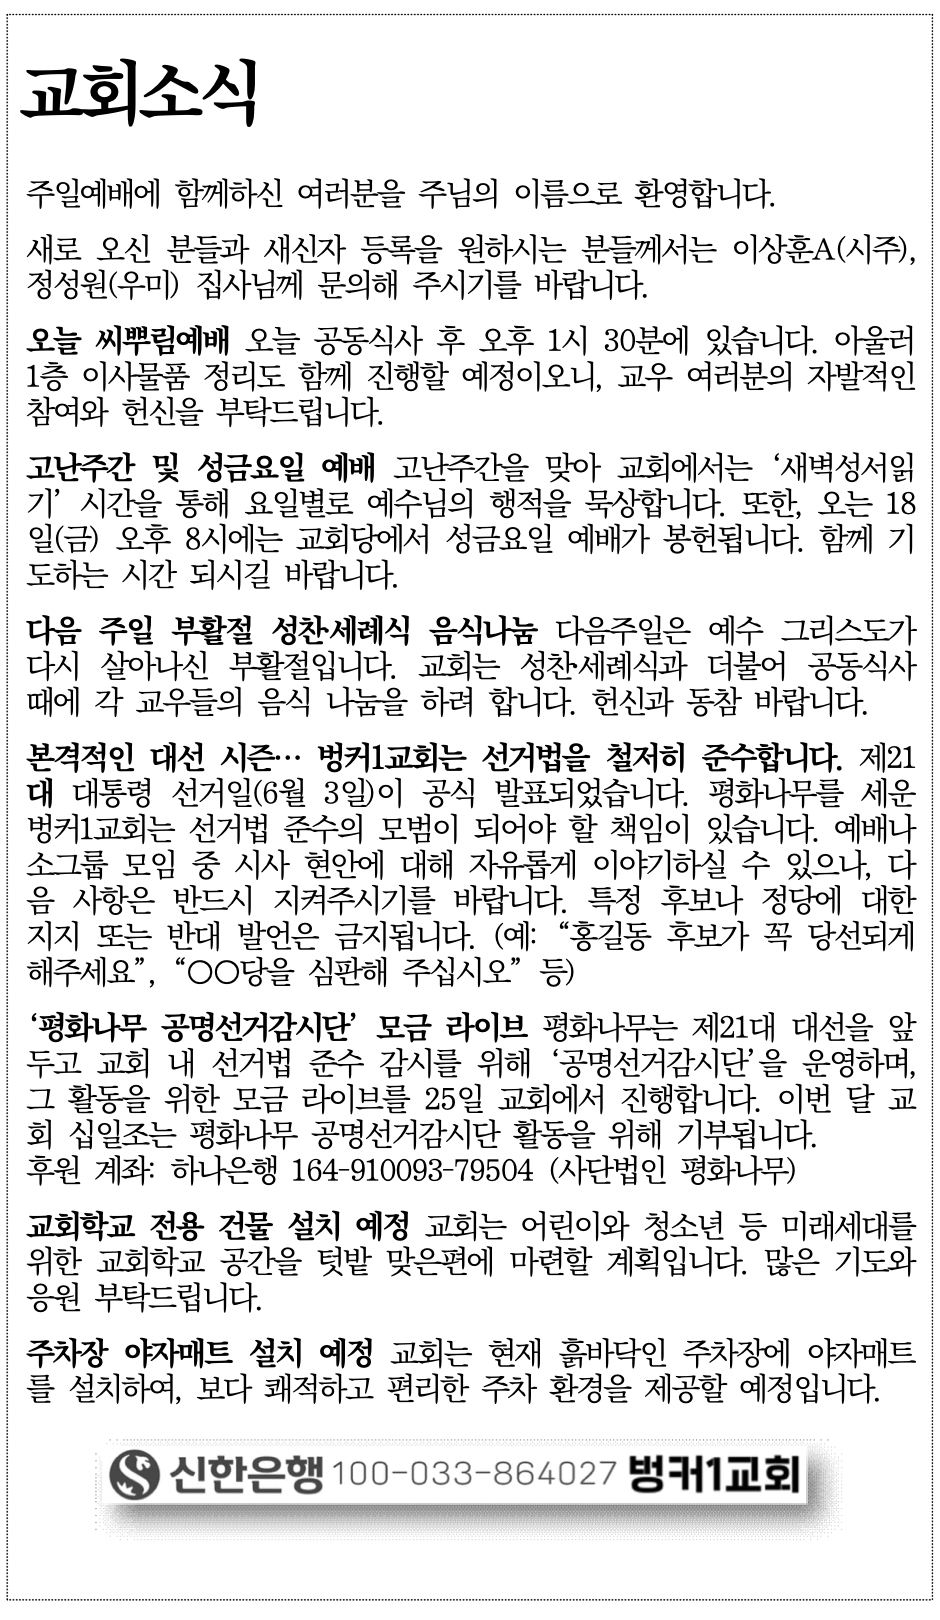 교회소식
주일예배에 함께하신 여러분을 주님의 이름으로 환영합니다.
새로 오신 분들과 새신자 등록을 원하시는 분들께서는 이상훈A(시주),
정성원(우미) 집사님께 문의해 주시기를 바랍니다.
오늘 씨뿌림예배 오늘 공동식사 후 오후 1시 30분에 있습니다. 아울러
1층 이사물품 정리도 함께 진행할 예정이오니, 교우 여러분의 자발적인
참여와 헌신을 부탁드립니다.
고난주간 및 성금요일 예배 고난주간을 맞아 교회에서는 ‘새벽성서읽
기’ 시간을 통해 요일별로 예수님의 행적을 묵상합니다. 또한, 오는 18
일(금) 오후 8시에는 교회당에서 성금요일 예배가 봉헌됩니다. 함께 기
도하는 시간 되시길 바랍니다.
다음 주일 부활절 성찬·세례식 음식나눔 다음주일은 예수 그리스도가
다시 살아나신 부활절입니다. 교회는 성찬·세례식과 더불어 공동식사
때에 각 교우들의 음식 나눔을 하려 합니다. 헌신과 동참 바랍니다.
본격적인 대선 시즌… 벙커1교회는 선거법을 철저히 준수합니다. 제21
대 대통령 선거일(6월 3일)이 공식 발표되었습니다. 평화나무를 세운
벙커1교회는 선거법 준수의 모범이 되어야 할 책임이 있습니다. 예배나
소그룹 모임 중 시사 현안에 대해 자유롭게 이야기하실 수 있으나, 다
음 사항은 반드시 지켜주시기를 바랍니다. 특정 후보나 정당에 대한
지지 또는 반대 발언은 금지됩니다. (예: “홍길동 후보가 꼭 당선되게
해주세요”, “○○당을 심판해 주십시오” 등)
‘평화나무 공명선거감시단’ 모금 라이브 평화나무는 제21대 대선을 앞
두고 교회 내 선거법 준수 감시를 위해 ‘공명선거감시단’을 운영하며,
그 활동을 위한 모금 라이브를 25일 교회에서 진행합니다. 이번 달 교
회 십일조는 평화나무 공명선거감시단 활동을 위해 기부됩니다.
후원 계좌: 하나은행 164-910093-79504 (사단법인 평화나무)
교회학교 전용 건물 설치 예정 교회는 어린이와 청소년 등 미래세대를
위한 교회학교 공간을 텃밭 맞은편에 마련할 계획입니다. 많은 기도와
응원 부탁드립니다.
주차장 야자매트 설치 예정 교회는 현재 흙바닥인 주차장에 야자매트
를 설치하여, 보다 쾌적하고 편리한 주차 환경을 제공할 예정입니다.
신한은행 100-033-864027 벙커1교회